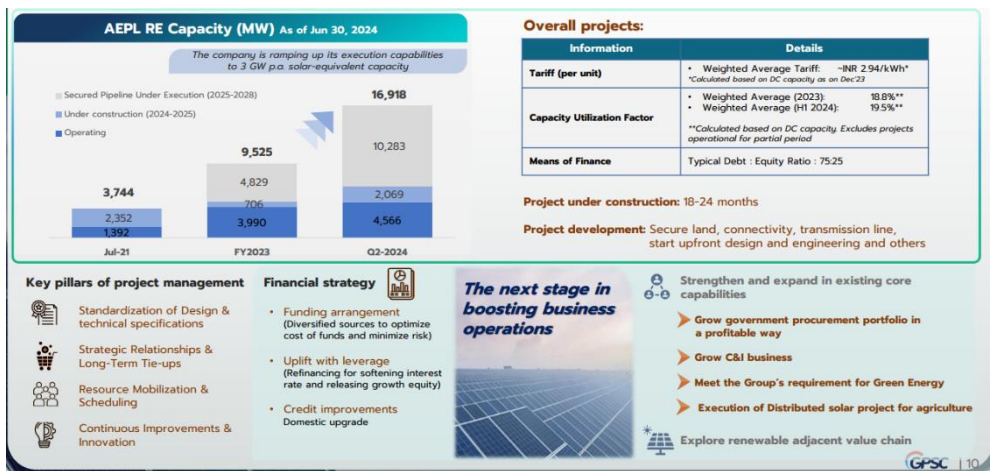 AEPL RE Capacity (MW) As of Jun 30, 2024
The company is ramping up its execution capabilities
to 3 GW p.a. solar-equivalent capacity
Secured Pipeline Under Execution (2025-2028)
Under construction (2024-2025)
Operating
3,744
2,352
1,392
Jul-21
9,525
4,829
706
3,990
FY2023
16,918
10,283
2,069
4,566
Q2-2024
Overall projects:
Information Details
Tariff (per unit)
• Weighted Average Tariff: ~INR 2.94/kWh*
*Calculated based on DC capacity as on Dec'23
Capacity Utilization Factor
• Weighted Average (2023): 18.8%**
• Weighted Average (H1 2024): 19.5%**
**Calculated based on DC capacity. Excludes projects
operational for partial period
Means of Finance Typical Debt : Equity Ratio : 75:25
Project under construction: 18-24 months
Project development: Secure land, connectivity, transmission line,
start upfront design and engineering and others
Key pillars of project management
Standardization of Design &
technical specifications
Strategic Relationships &
Long-Term Tie-ups
Resource Mobilization &
Scheduling
Continuous Improvements &
Innovation
Financial strategy
• Funding arrangement
(Diversified sources to optimize
cost of funds and minimize risk)
• Uplift with leverage
(Refinancing for softening interest
rate and releasing growth equity)
• Credit improvements
Domestic upgrade
The next stage in
boosting business
operations
Strengthen and expand in existing core
capabilities
Grow government procurement portfolio in
a profitable way
Grow C&I business
Meet the Group's requirement for Green Energy
Execution of Distributed solar project for agriculture
Explore renewable adjacent value chain
GPSC | 10